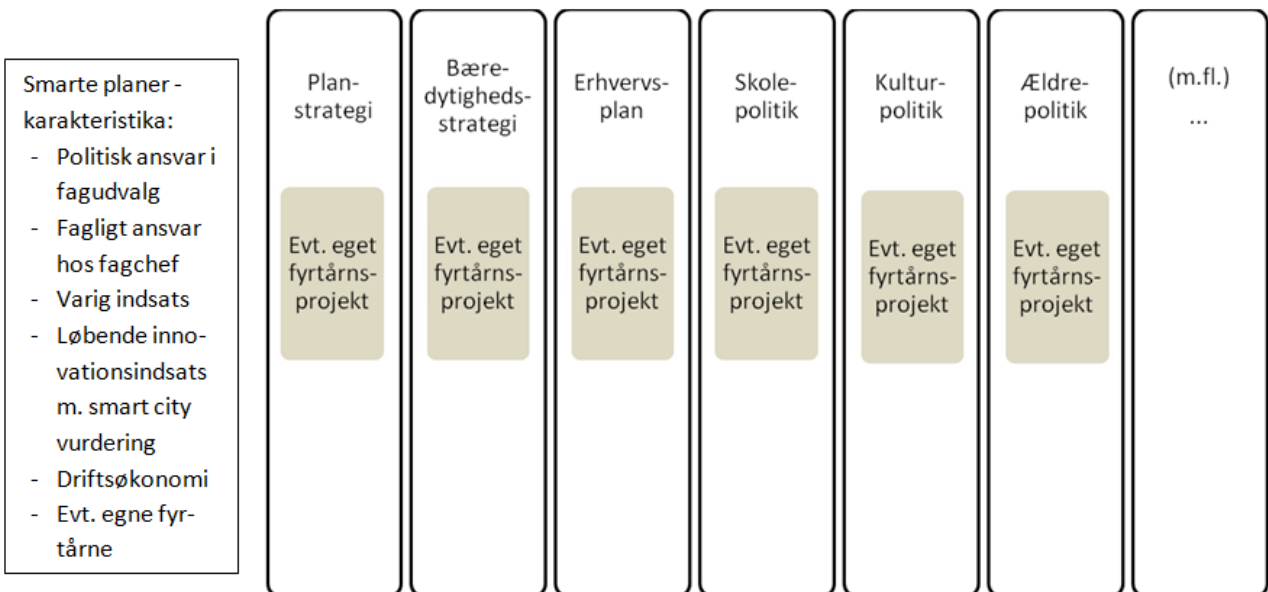 Smarte planer -
karakteristika:
- Politisk ansvar i
fagudvalg
- Fagligt ansvar
hos fagchef
- Varig indsats
- Løbende inno-
vationsindsats
m. smart city
vurdering
- Driftsøkonomi
- Evt. egne fyr-
tårne
Plan-
strategi
Evt. eget
fyrtårns-
projekt
Bære-
dytigheds-
strategi
Evt. eget
fyrtårns-
projekt
Erhvervs-
plan
Evt. eget
fyrtårns-
projekt
Skole-
politik
Evt. eget
fyrtårns-
projekt
Kultur-
politik
Evt. eget
fyrtårns-
projekt
Ældre-
politik
Evt. eget
fyrtårns-
projekt
(m.fl.)
...